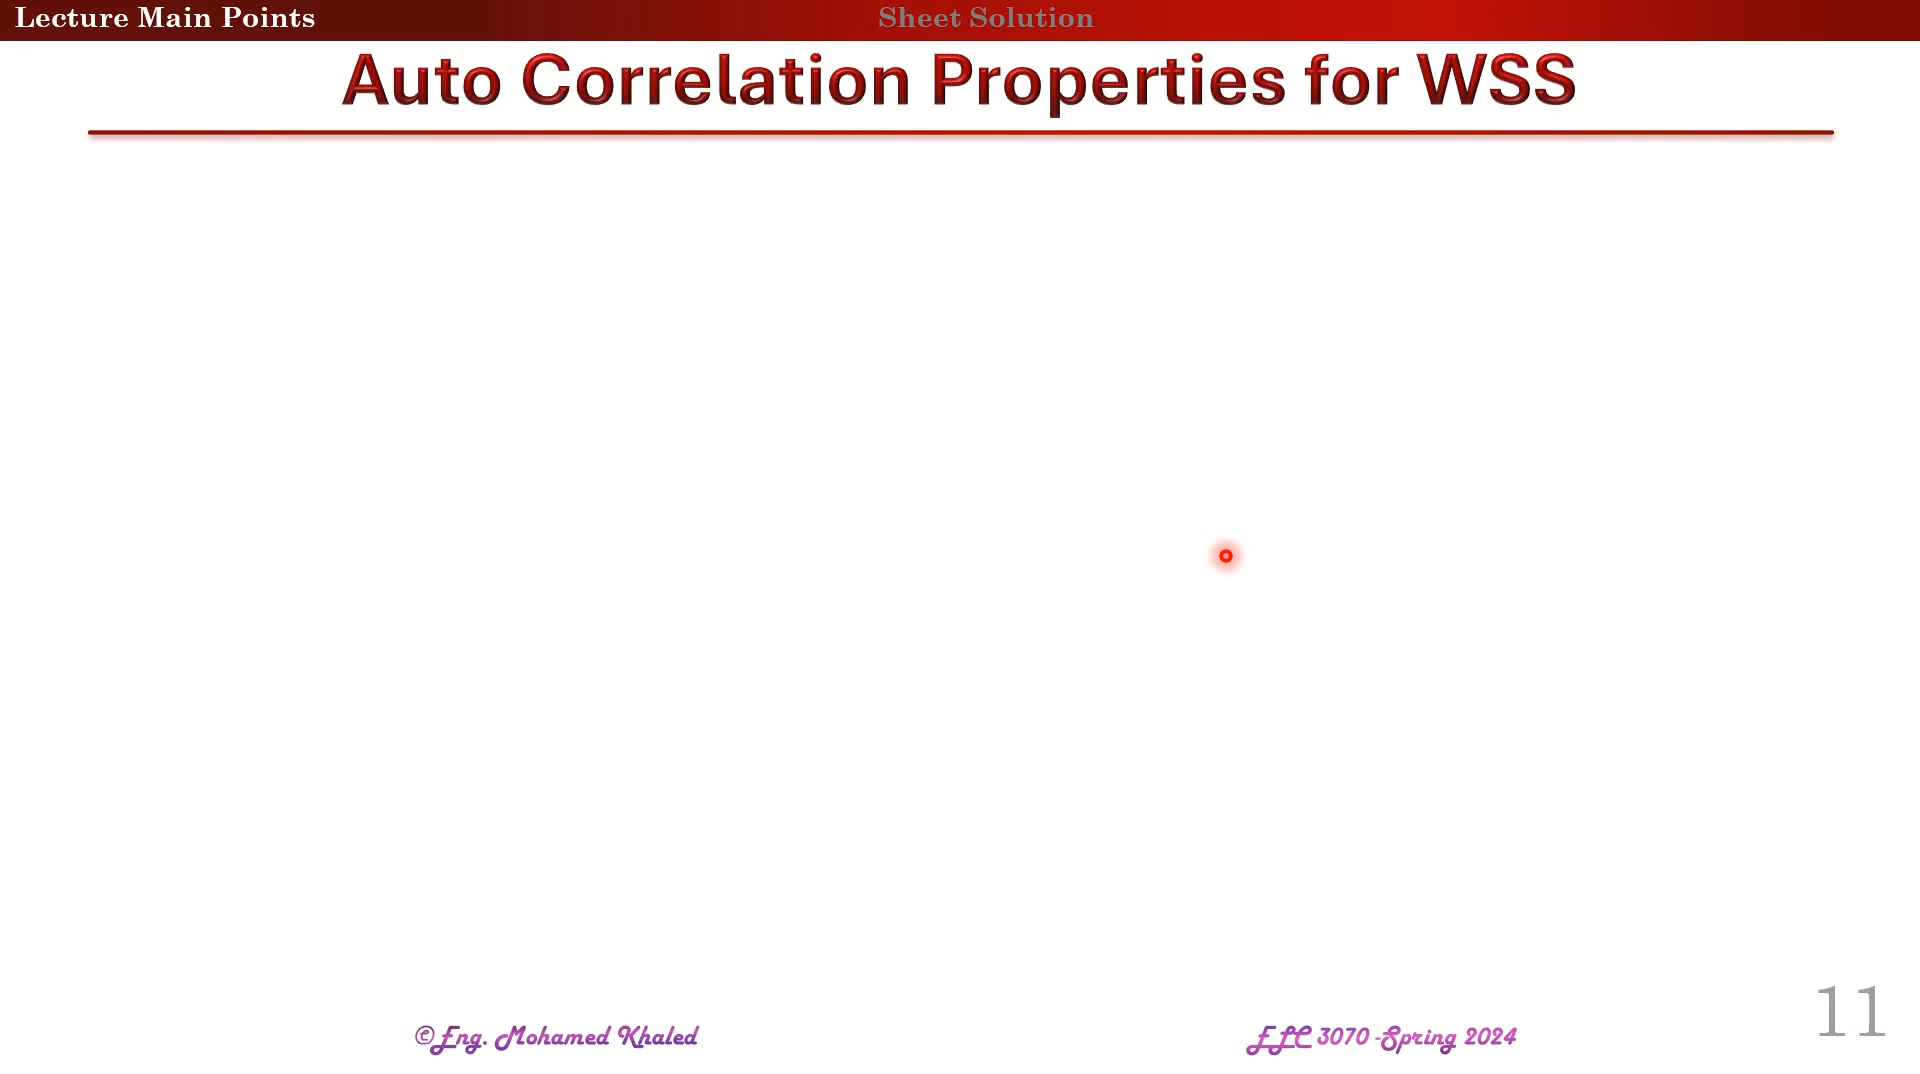 Lecture Main Points
Sheet Solution
Auto Correlation Properties for WSS
©Eng. Mohamed Khaled
ELC 3070 -Spring 2024
11